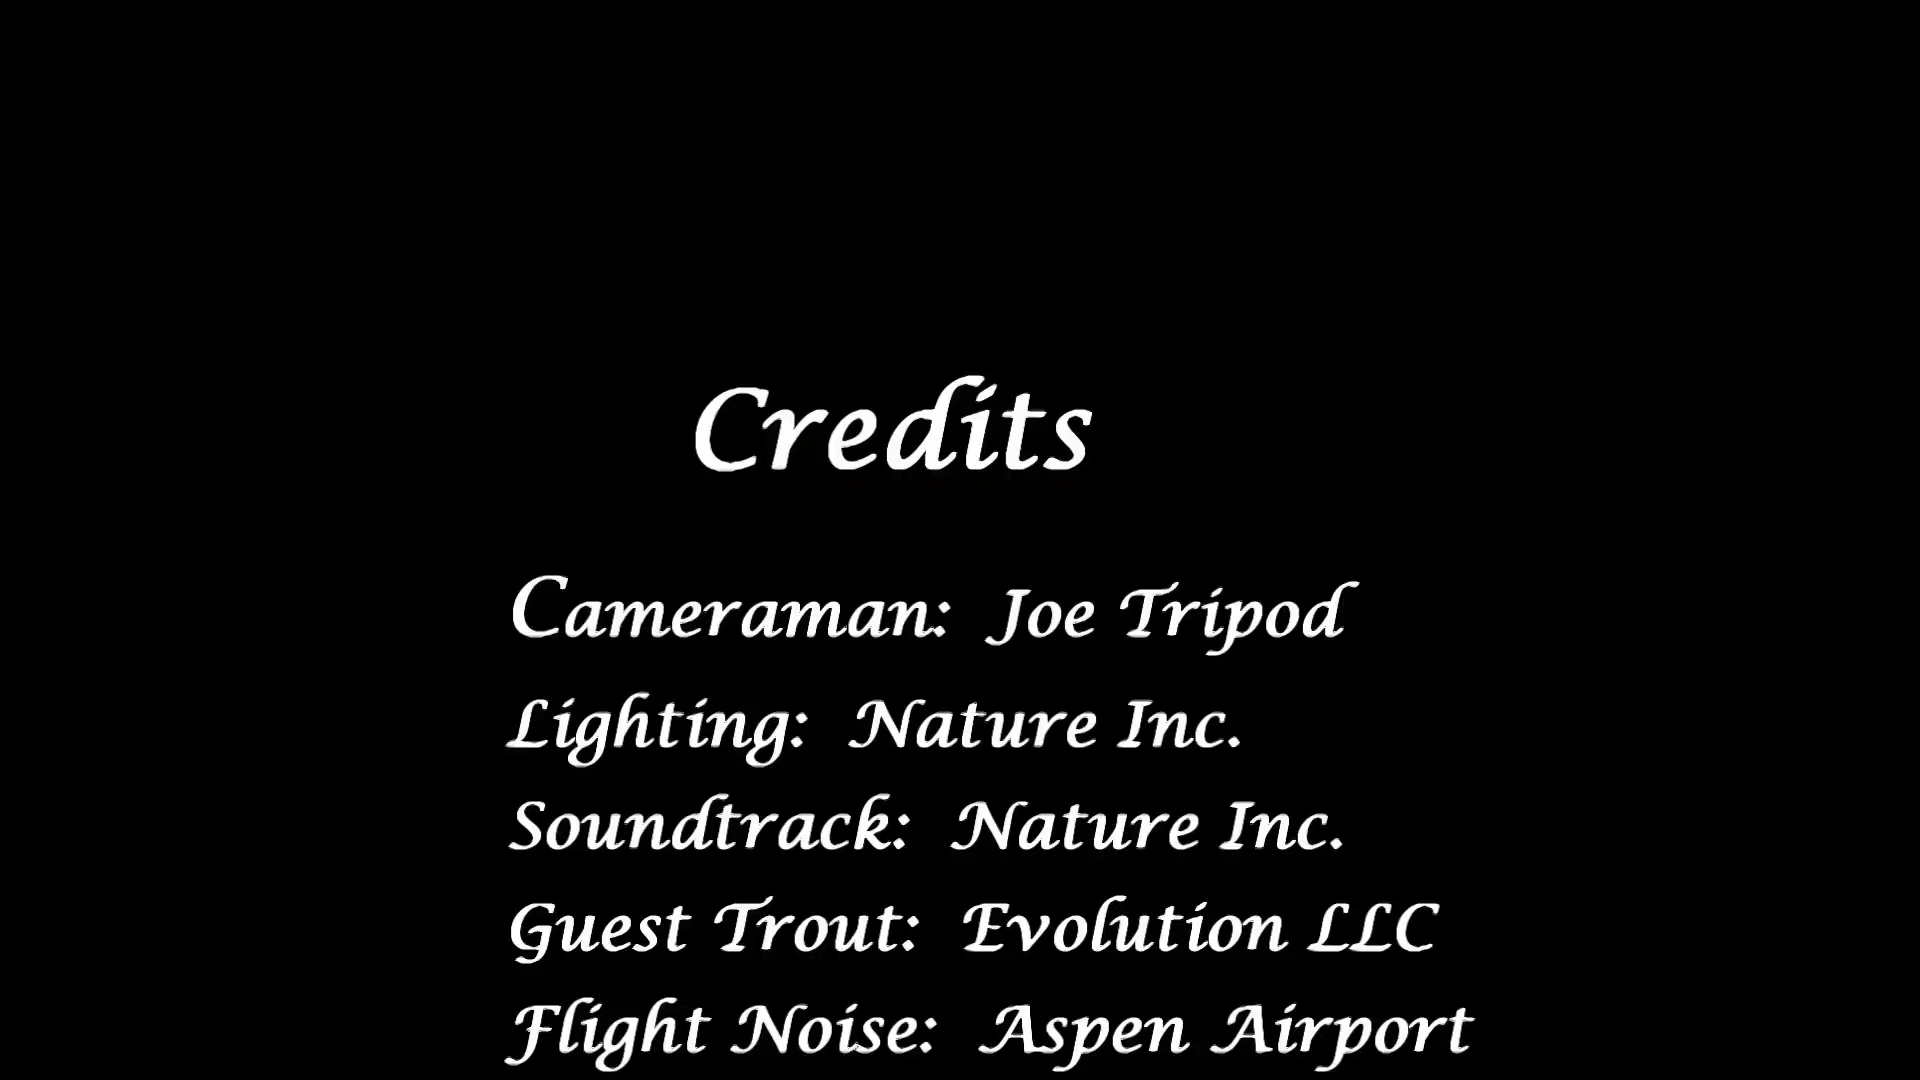 Credits
Cameraman: Joe Tripod
Lighting: Nature Inc.
Soundtrack: Nature Inc.
Guest Trout: Evolution LLC
Flight Noise: Aspen Airport